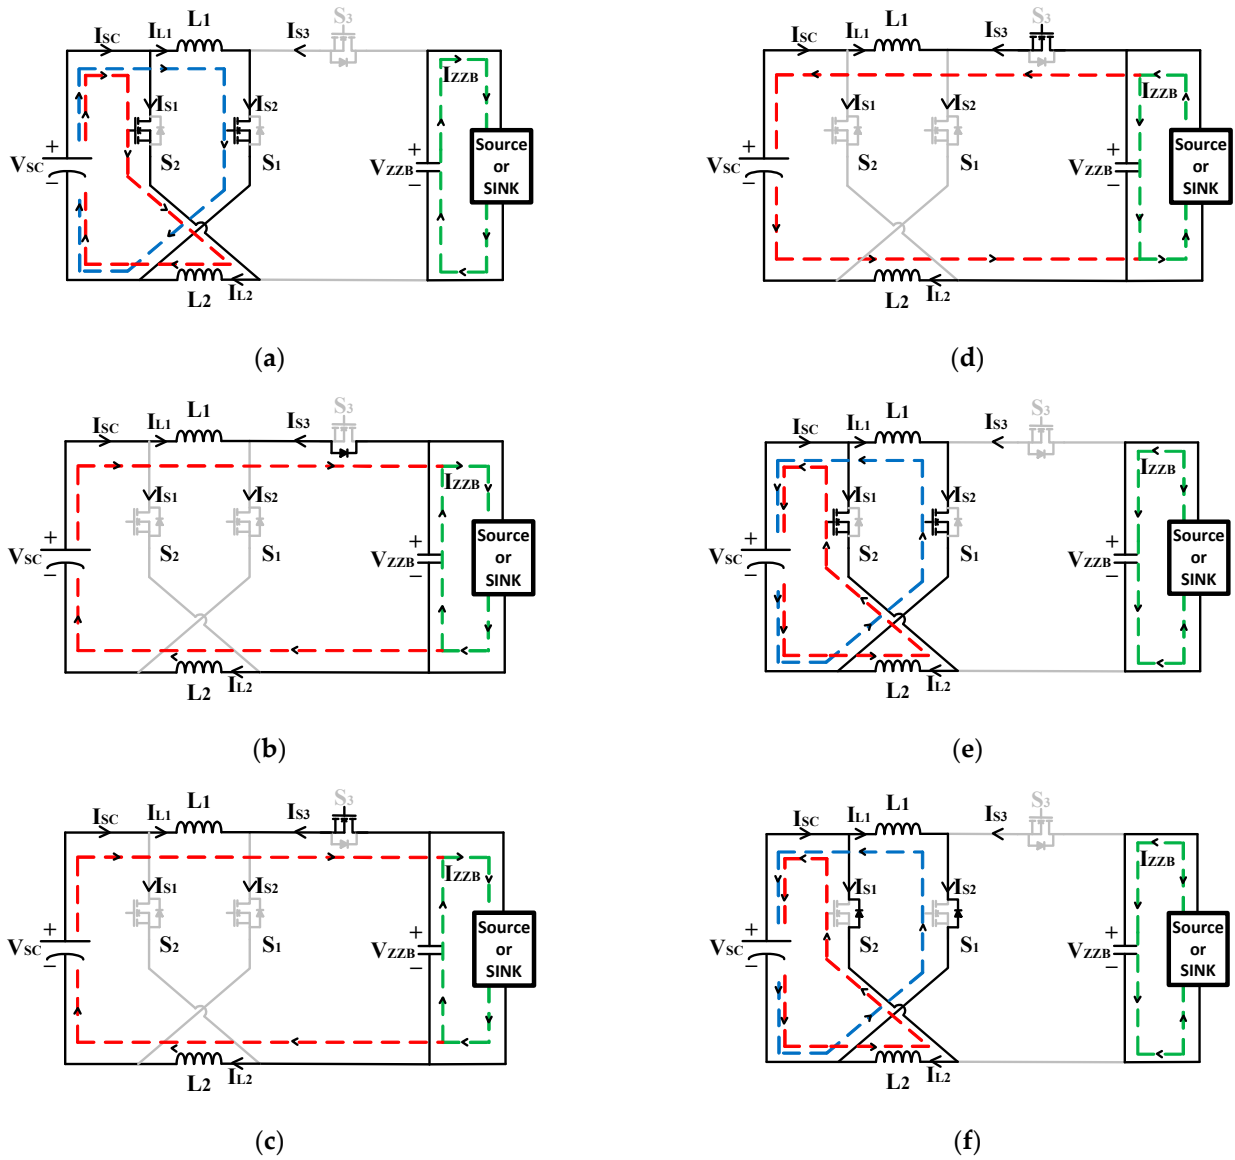 L1
S3
ISC
IL1
IS3
IZZB
IS1
IS2
+
VSC
−
S2
S1
+
VZZB
−
Source
or
SINK
L2
IL2
(a)
L1
S3
ISC
IL1
IS3
IZZB
IS1
IS2
+
VSC
−
S2
S1
+
VZZB
−
Source
or
SINK
L2
IL2
(d)
L1
S3
ISC
IL1
IS3
IZZB
IS1
IS2
+
VSC
−
S2
S1
+
VZZB
−
Source
or
SINK
L2
IL2
(b)
L1
S3
ISC
IL1
IS3
IZZB
IS1
IS2
+
VSC
−
S2
S1
+
VZZB
−
Source
or
SINK
L2
IL2
(e)
L1
S3
ISC
IL1
IS3
IZZB
IS1
IS2
+
VSC
−
S2
S1
+
VZZB
−
Source
or
SINK
L2
IL2
(c)
L1
S3
ISC
IL1
IS3
IZZB
IS1
IS2
+
VSC
−
S2
S1
+
VZZB
−
Source
or
SINK
L2
IL2
(f)